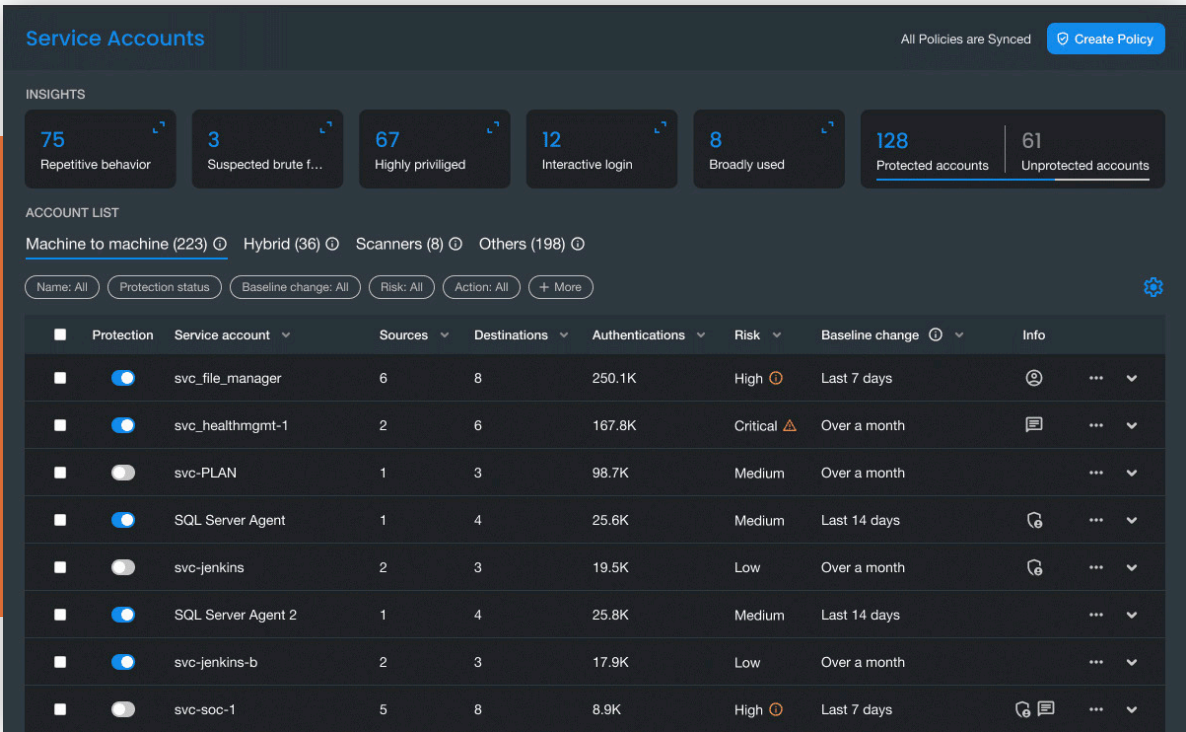 Service Accounts
All Policies are Synced
Create Policy
INSIGHTS
75
Repetitive behavior
3
Suspected brute f...
67
Highly priviliged
12
Interactive login
8
Broadly used
128
Protected accounts
61
Unprotected accounts
ACCOUNT LIST
Machine to machine (223) Hybrid (36) Scanners (8) Others (198)
Name: All Protection status Baseline change: All Risk: All Action: All + More
Protection Service account Sources Destinations Authentications Risk Baseline change Info
svc_file_manager 6 8 250.1K High Last 7 days
svc_healthmgmt-1 2 6 167.8K Critical Over a month
svc-PLAN 1 3 98.7K Medium Over a month
SQL Server Agent 1 4 25.6K Medium Last 14 days
svc-jenkins 2 3 19.5K Low Over a month
SQL Server Agent 2 1 4 25.8K Medium Last 14 days
svc-jenkins-b 2 3 17.9K Low Over a month
svc-soc-1 5 8 8.9K High Last 7 days